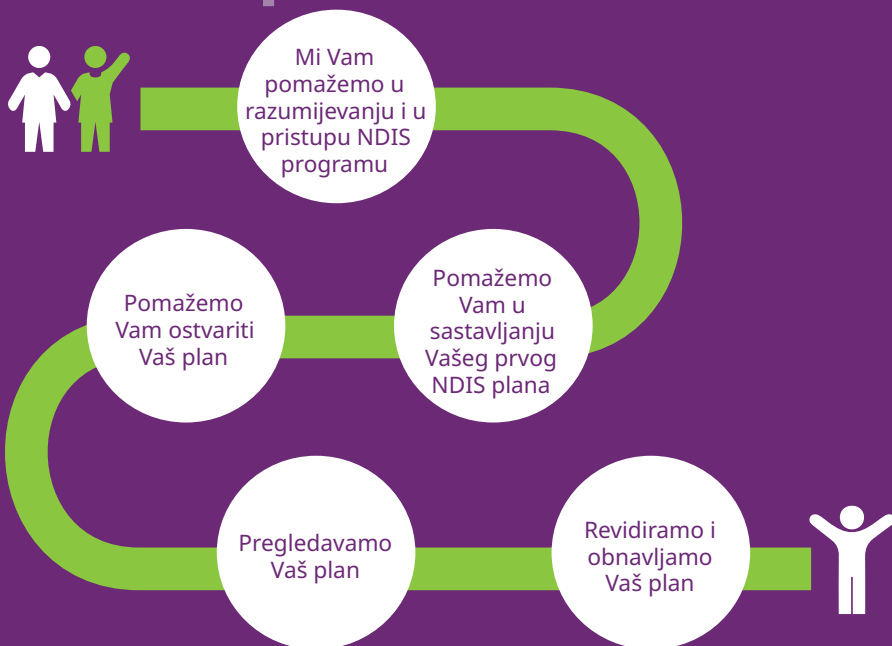 Mi Vam
pomažemo u
razumijevanju i u
pristupu NDIS
programu
Pomažemo
Vam u
sastavljanju
Vašeg prvog
NDIS plana
Pomažemo
Vam ostvariti
Vaš plan
Pregledavamo
Vaš plan
Revidiramo i
obnavljamo
Vaš plan